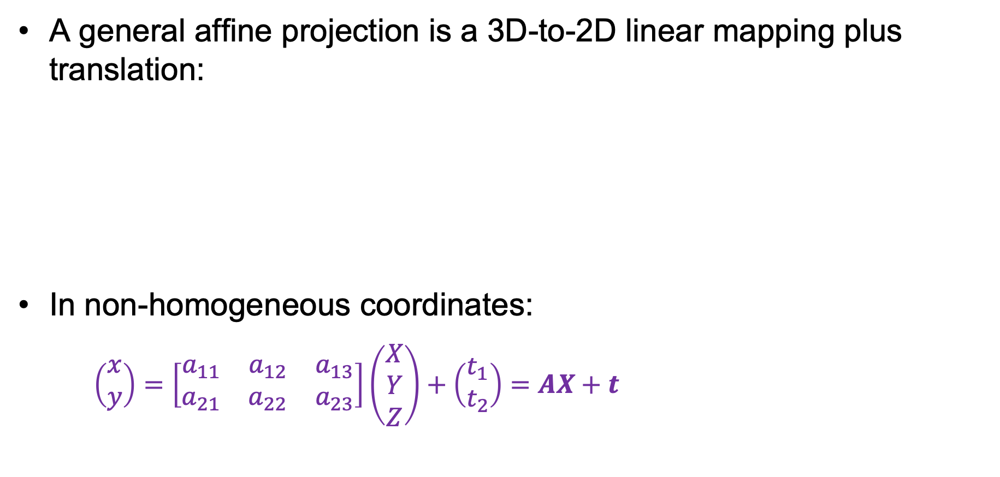 • A general affine projection is a 3D-to-2D linear mapping plus
translation:
• In non-homogeneous coordinates:
$\begin{pmatrix} x \\ y \end{pmatrix} = \begin{bmatrix} a_{11} & a_{12} & a_{13} \\ a_{21} & a_{22} & a_{23} \end{bmatrix} \begin{pmatrix} X \\ Y \\ Z \end{pmatrix} + \begin{pmatrix} t_1 \\ t_2 \end{pmatrix} = \boldsymbol{AX} + \boldsymbol{t}$